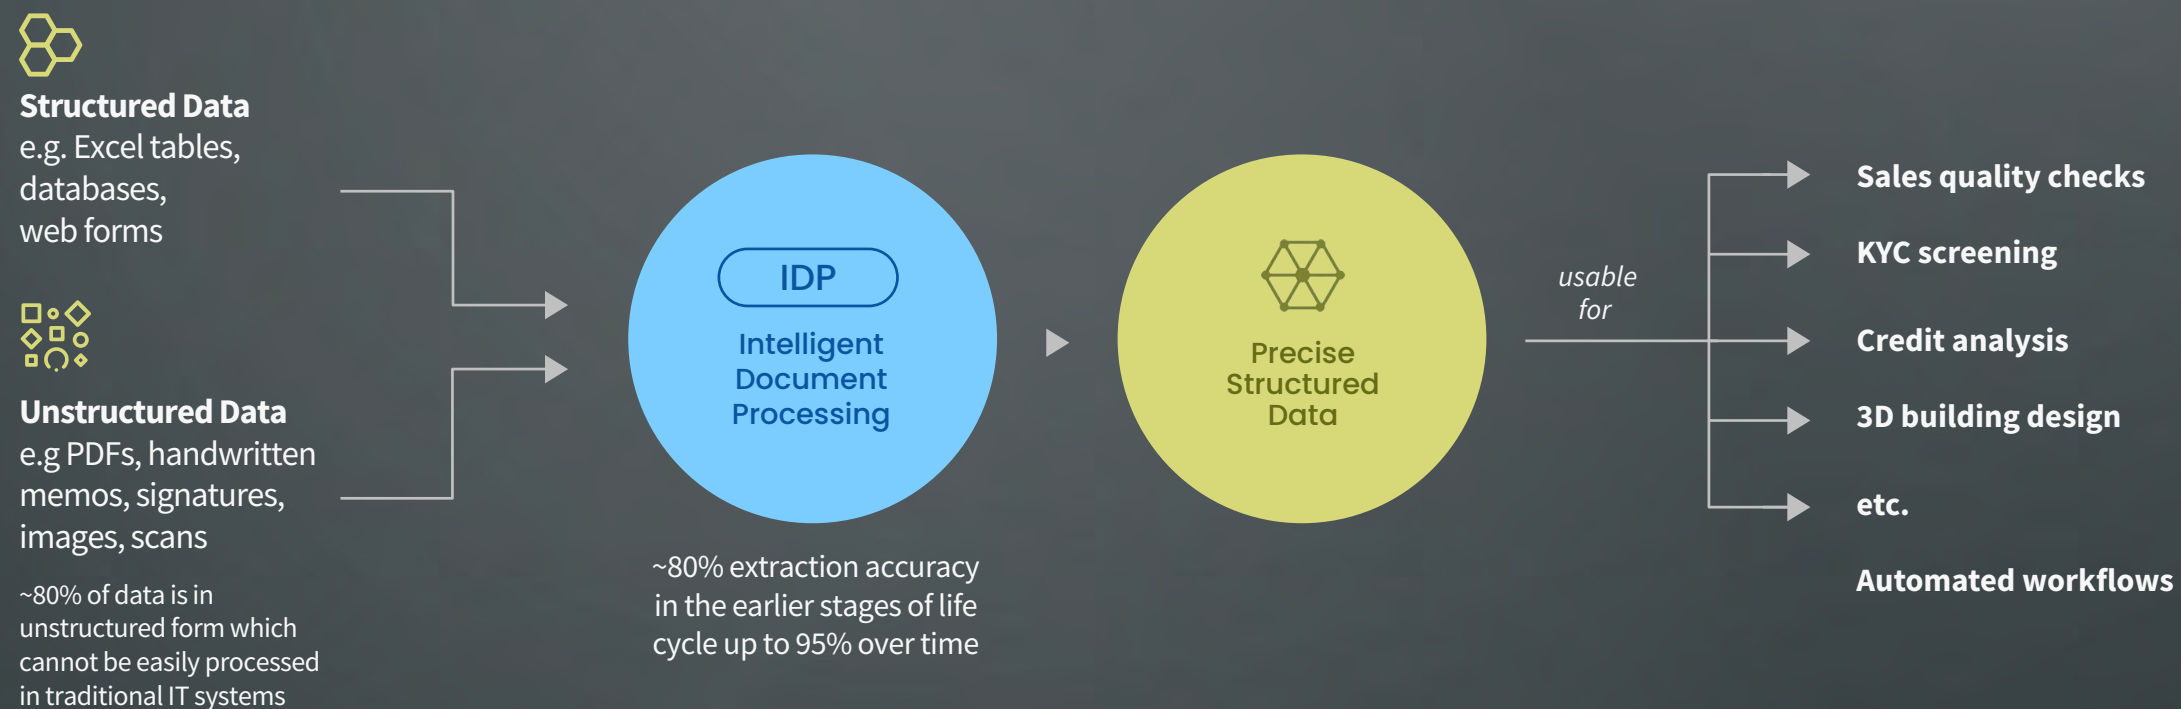 Structured Data
e.g. Excel tables,
databases,
web forms
Unstructured Data
e.g PDFs, handwritten
memos, signatures,
images, scans
~80% of data is in
unstructured form which
cannot be easily processed
in traditional IT systems
IDP
Intelligent
Document
Processing
~80% extraction accuracy
in the earlier stages of life
cycle up to 95% over time
Precise
Structured
Data
usable
for
Sales quality checks
KYC screening
Credit analysis
3D building design
etc.
Automated workflows